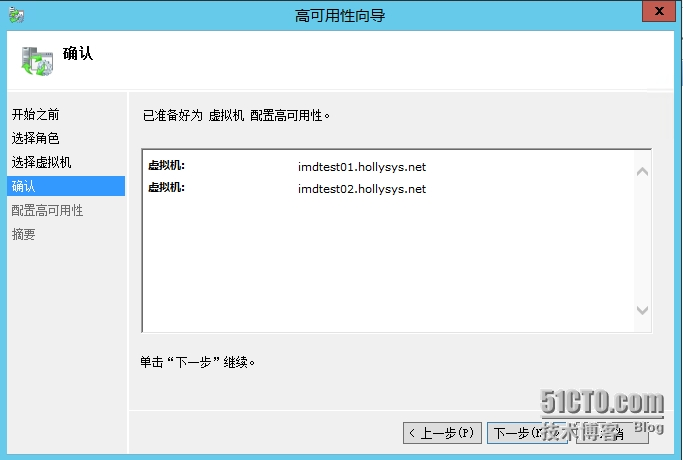 高可用性向导
x
确认
开始之前
选择角色
选择虚拟机
确认
配置高可用性
摘要
已准备好为 虚拟机 配置高可用性。
虚拟机: imdtest01.hollysys.net
虚拟机: imdtest02.hollysys.net
单击“下一步”继续。
< 上一步(P)
下一步
消
51CTO.com
技术博客 Blog